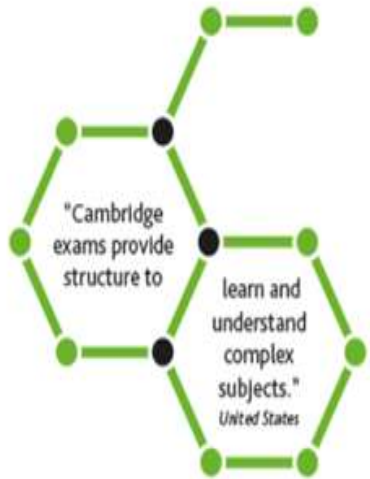 "Cambridge
exams provide
structure to
learn and
understand
complex
subjects."
United States